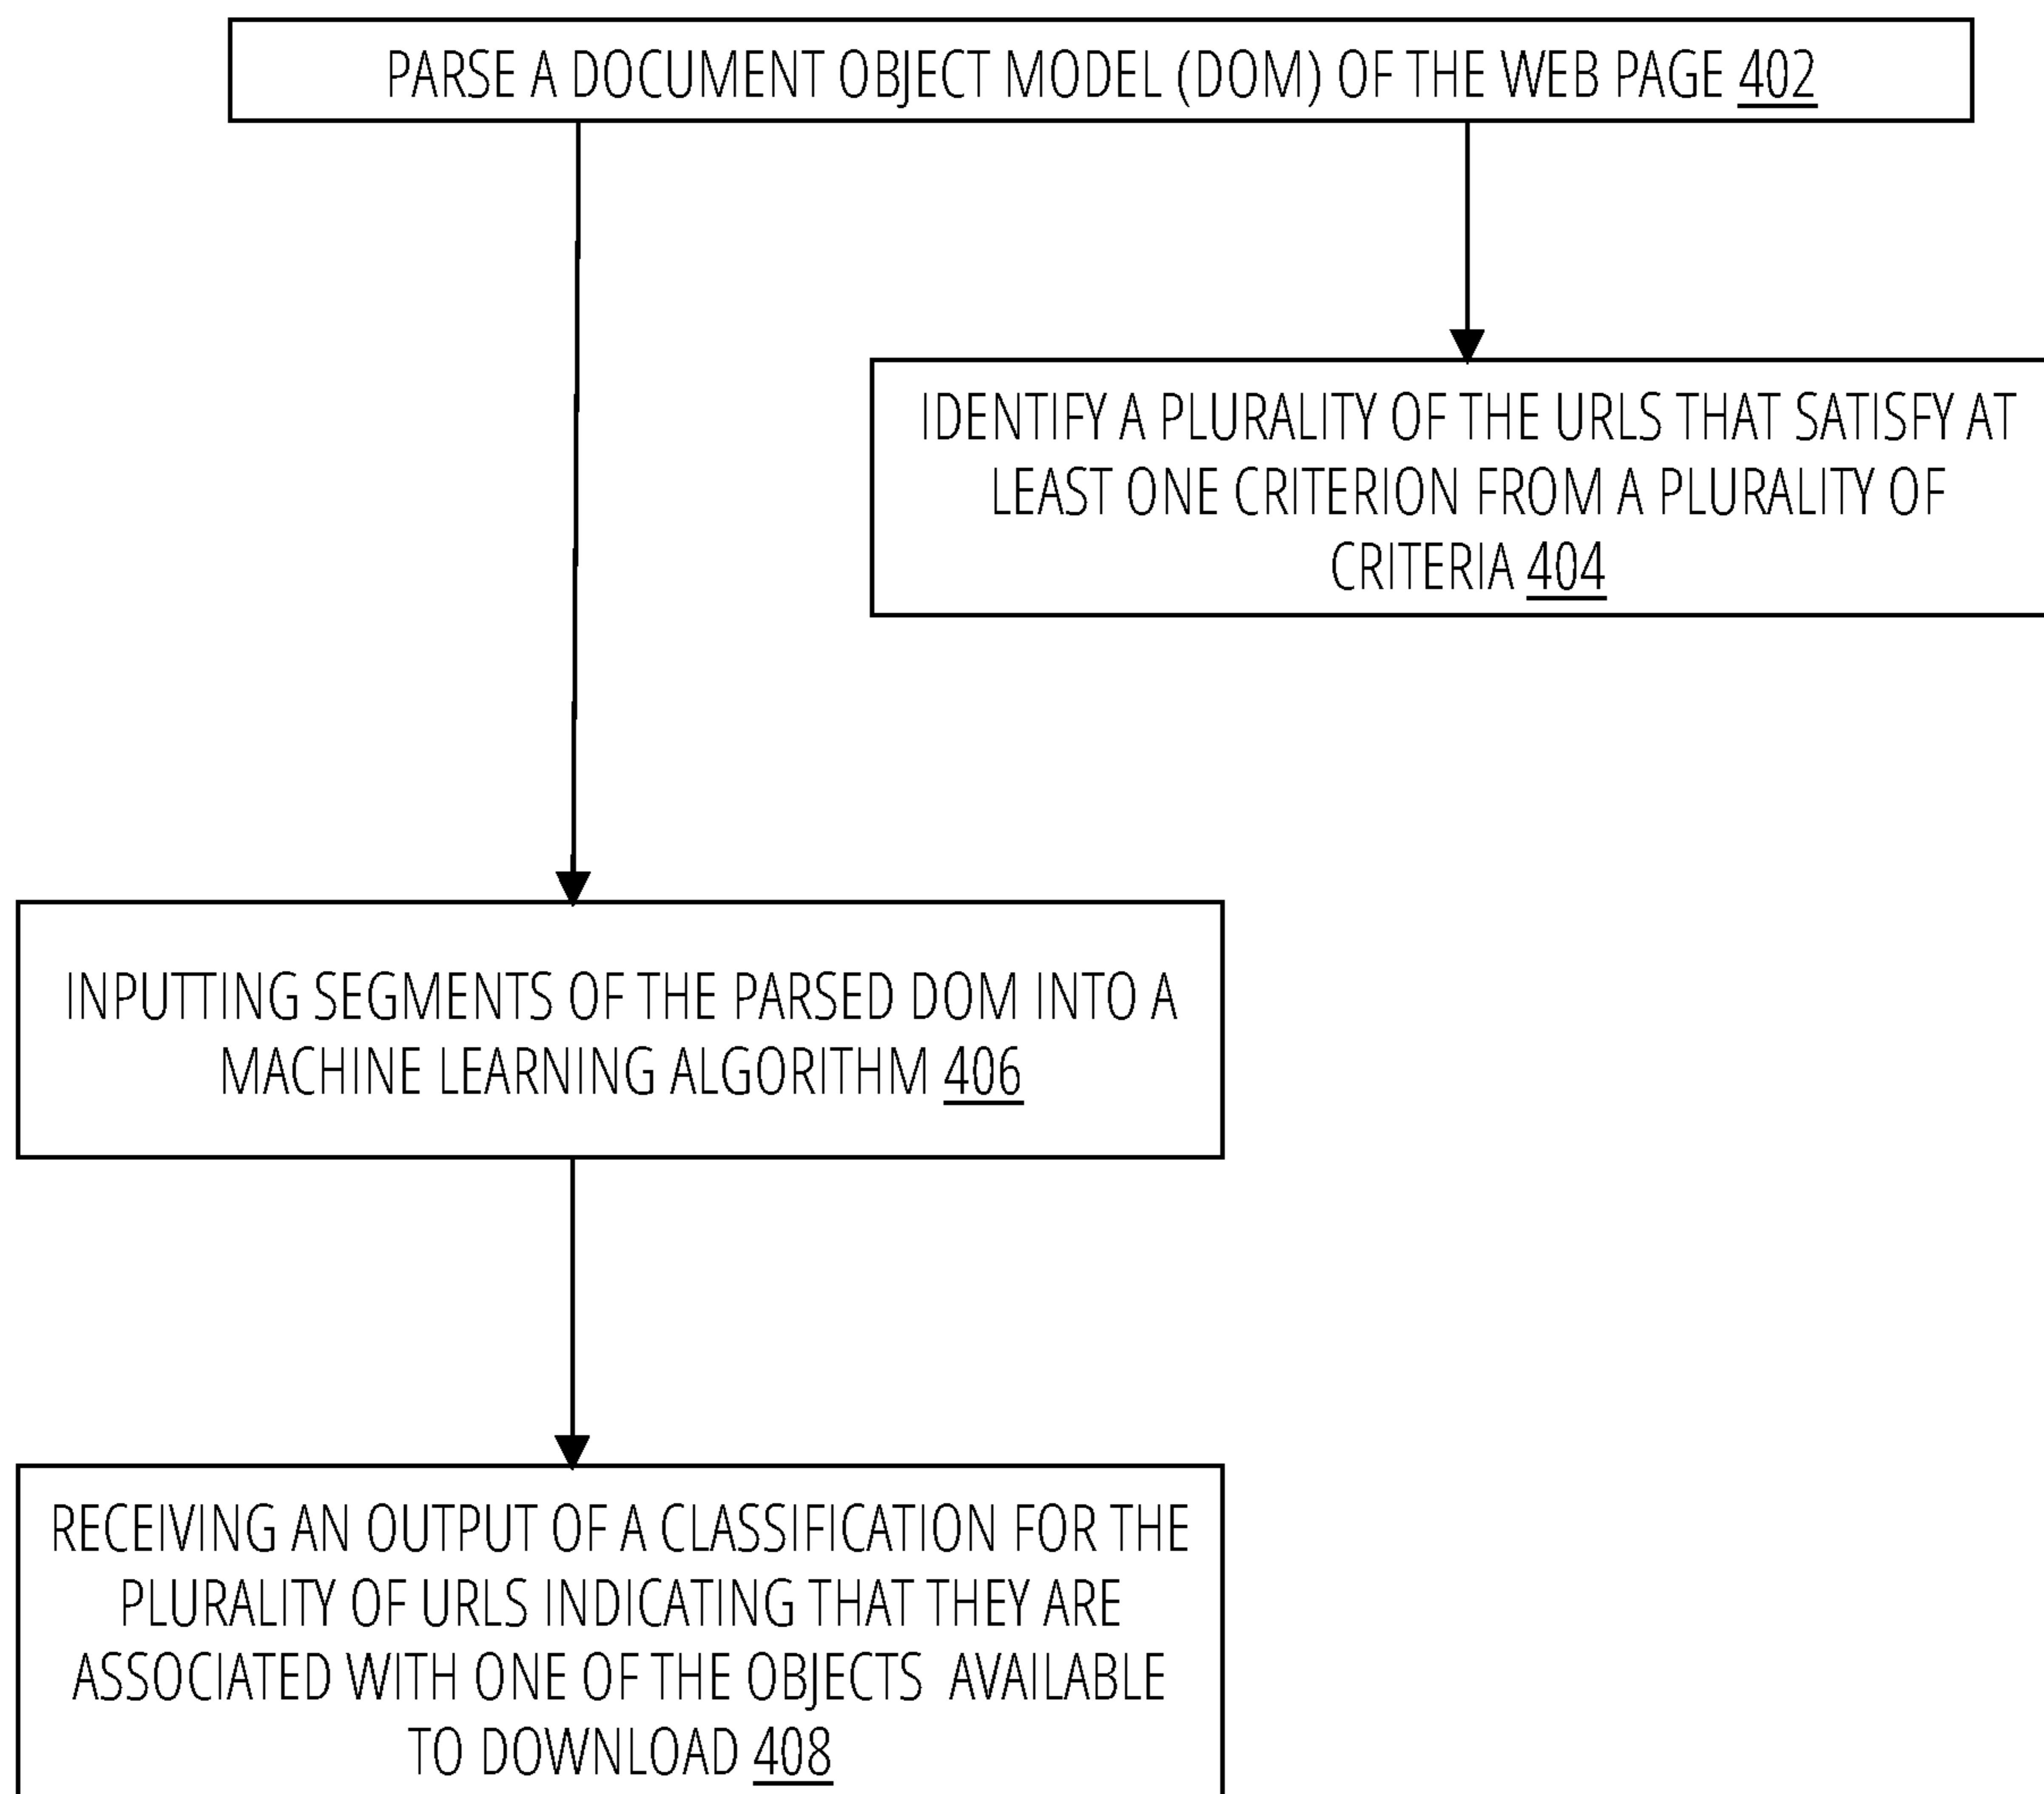 PARSE A DOCUMENT OBJECT MODEL (DOM) OF THE WEB PAGE 402
IDENTIFY A PLURALITY OF THE URLS THAT SATISFY AT
LEAST ONE CRITERION FROM A PLURALITY OF
CRITERIA 404
INPUTTING SEGMENTS OF THE PARSED DOM INTO A
MACHINE LEARNING ALGORITHM 406
RECEIVING AN OUTPUT OF A CLASSIFICATION FOR THE
PLURALITY OF URLS INDICATING THAT THEY ARE
ASSOCIATED WITH ONE OF THE OBJECTS AVAILABLE
TO DOWNLOAD 408